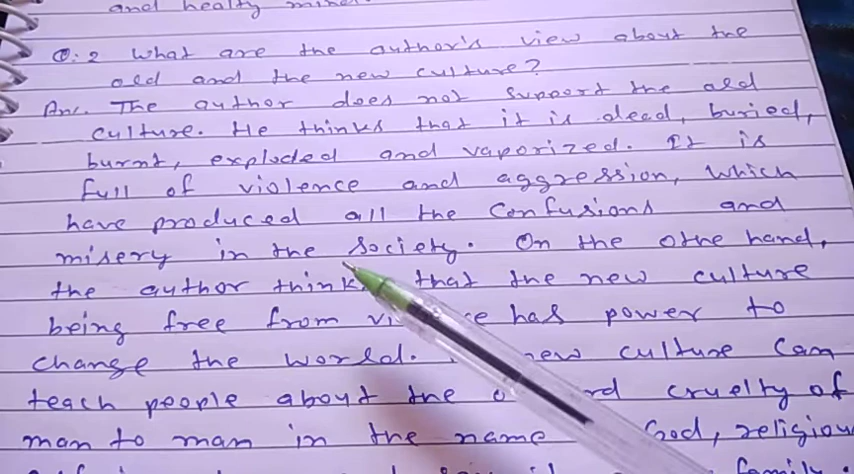 and healty
Q.2 What are the author's view about the
old and the new culture?
Ans. The author does not support the old
culture. He thinks that it is dead, buried,
burnt, exploded and vaporized. It is
full of violence and aggression, which
have produced all the confusions and
misery in the society. On the othe hand,
the author thinks that the new culture
being free from has power to
change the world. new culture can
teach people about the cruelty of
man to man in the name God, religious
family.